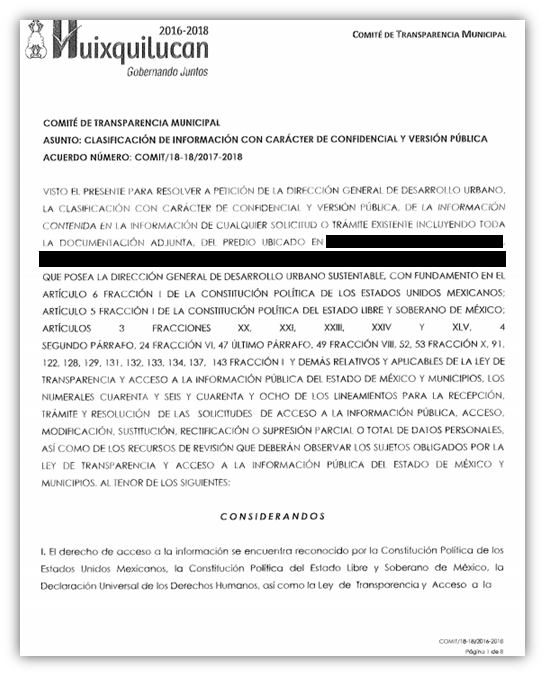 2016-2018
Huixquilucan
Gobernando Juntos
COMITÉ DE TRANSPARENCIA MUNICIPAL
COMITÉ DE TRANSPARENCIA MUNICIPAL
ASUNTO: CLASIFICACIÓN DE INFORMACIÓN CON CARÁCTER DE CONFIDENCIAL Y VERSIÓN PÚBLICA
ACUERDO NÚMERO: COMIT/18-18/2017-2018
VISTO EL PRESENTE PARA RESOLVER A PETICIÓN DE LA DIRECCIÓN GENERAL DE DESARROLLO URBANO,
LA CLASIFICACIÓN CON CARÁCTER DE CONFIDENCIAL Y VERSIÓN PÚBLICA, DE LA INFORMACIÓN
CONTENIDA EN LA INFORMACIÓN DE CUALQUIER SOLICITUD O TRÁMITE EXISTENTE INCLUYENDO TODA
LA DOCUMENTACIÓN ADJUNTA, DEL PREDIO UBICADO EN
QUE POSEA LA DIRECCIÓN GENERAL DE DESARROLLO URBANO SUSTENTABLE, CON FUNDAMENTO EN EL
ARTÍCULO 6 FRACCIÓN I DE LA CONSTITUCIÓN POLÍTICA DE LOS ESTADOS UNIDOS MEXICANOS;
ARTÍCULO 5 FRACCIÓN I DE LA CONSTITUCIÓN POLÍTICA DEL ESTADO LIBRE Y SOBERANO DE MÉXICO;
ARTÍCULOS 3 FRACCIONES XX, XXI, XXIII, XXIV Y XLV, 4
SEGUNDO PÁRRAFO, 24 FRACCIÓN VI, 47 ÚLTIMO PÁRRAFO, 49 FRACCIÓN VIII, 52, 53 FRACCIÓN X, 91,
122, 128, 129, 131, 132, 133, 134, 137, 143 FRACCIÓN I Y DEMÁS RELATIVOS Y APLICABLES DE LA LEY DE
TRANSPARENCIA Y ACCESO A LA INFORMACIÓN PÚBLICA DEL ESTADO DE MÉXICO Y MUNICIPIOS, LOS
NUMERALES CUARENTA Y SEIS Y CUARENTA Y OCHO DE LOS LINEAMIENTOS PARA LA RECEPCIÓN,
TRÁMITE Y RESOLUCIÓN DE LAS SOLICITUDES DE ACCESO A LA INFORMACIÓN PÚBLICA, ACCESO,
MODIFICACIÓN, SUSTITUCIÓN, RECTIFICACIÓN O SUPRESIÓN PARCIAL O TOTAL DE DATOS PERSONALES,
ASÍ COMO DE LOS RECURSOS DE REVISIÓN QUE DEBERÁN OBSERVAR LOS SUJETOS OBLIGADOS POR LA
LEY DE TRANSPARENCIA Y ACCESO A LA INFORMACIÓN PÚBLICA DEL ESTADO DE MÉXICO Y
MUNICIPIOS. AL TENOR DE LOS SIGUIENTES:
CONSIDERANDOS
I. El derecho de acceso a la información se encuentra reconocido por la Constitución Política de los
Estados Unidos Mexicanos, la Constitución Política del Estado Libre y Soberano de México, la
Declaración Universal de los Derechos Humanos, así como la Ley de Transparencia y Acceso a la
COMIT/18-18/2016-2018
Página 1 de 8